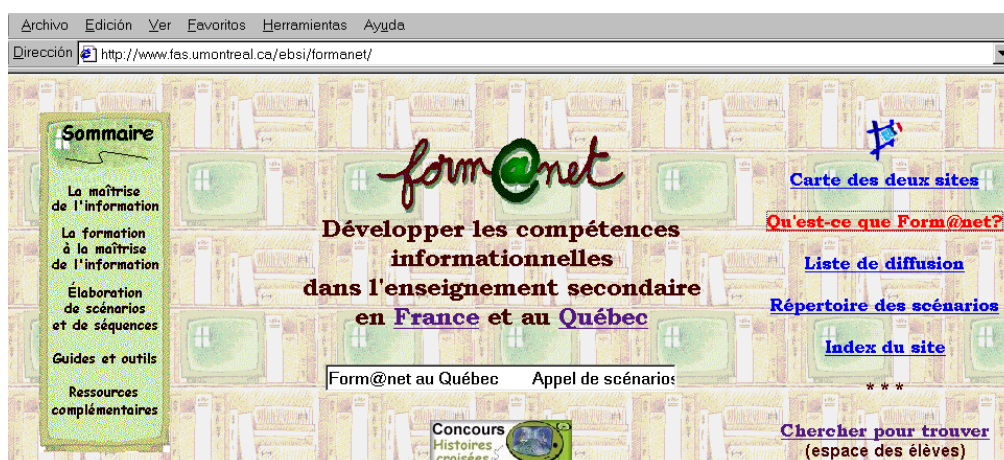 Archivo Edición Ver Favoritos Herramientas Ayuda
Dirección http://www.fas.umontreal.ca/ebsi/formanet/
Sommaire
La maîtrise
de l'information
La formation
à la maîtrise
de l'information
Élaboration
de scénarios
et de séquences
Guides et outils
Ressources
complémentaires
form@net
Développer les compétences
informationnelles
dans l'enseignement secondaire
en France et au Québec
Form@net au Québec Appel de scénarios
Concours
Histoires
croisées
Carte des deux sites
Qu'est-ce que Form@net?
Liste de diffusion
Répertoire des scénarios
Index du site
* * *
Chercher pour trouver
(espace des élèves)